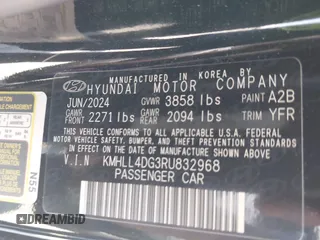 MANUFACTURED IN KOREA BY
HYUNDAI MOTOR COMPANY
JUN/2024 GVWR 3858 lbs PAINT A2B
GAWR FRONT 2271 lbs GAWR REAR 2094 lbs TRIM YFR
THIS VEHICLE CONFORMS TO ALL APPLICABLE
U.S. FEDERAL MOTOR VEHICLE SAFETY, BUMPER,
AND THEFT PREVENTION STANDARDS IN EFFECT
ON THE DATE OF MANUFACTURE SHOWN ABOVE.
V.I.N KMHLL4DG3RU832968
PASSENGER CAR
N55
DRIVEDAMAGED